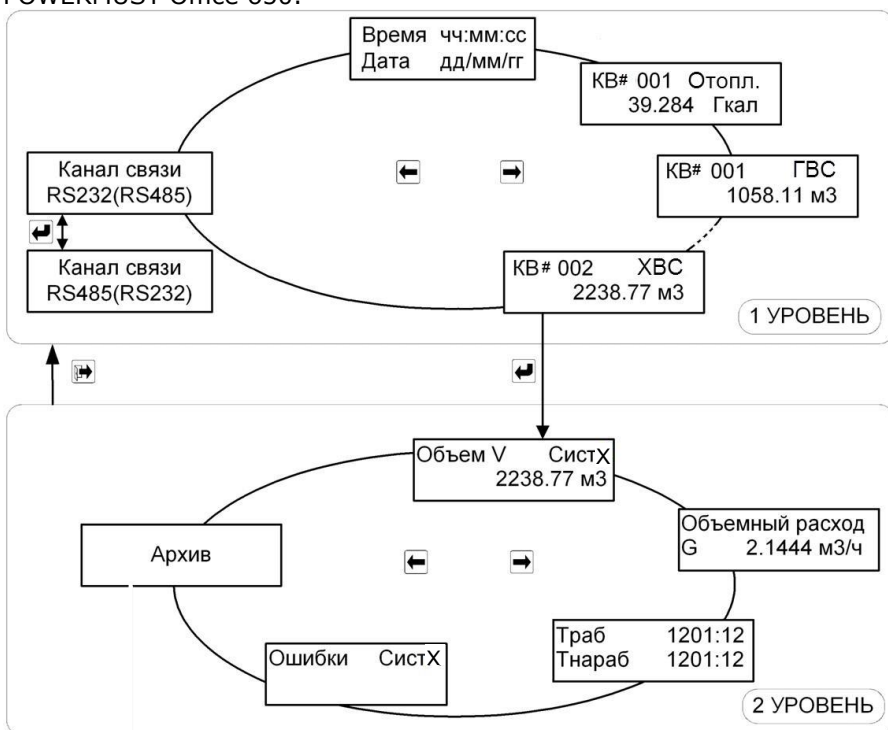 POWERMUST Office 650.
Время чч:мм:сс
Дата дд/мм/гг
КВ# 001 Отопл.
39.284 Гкал
КВ# 001 ГВС
1058.11 м3
КВ# 002 ХВС
2238.77 м3
Канал связи
RS232(RS485)
Канал связи
RS485(RS232)
1 УРОВЕНЬ
Объем V СистХ
2238.77 м3
Объемный расход
G 2.1444 м3/ч
Траб 1201:12
Тнараб 1201:12
Ошибки СистХ
Архив
2 УРОВЕНЬ